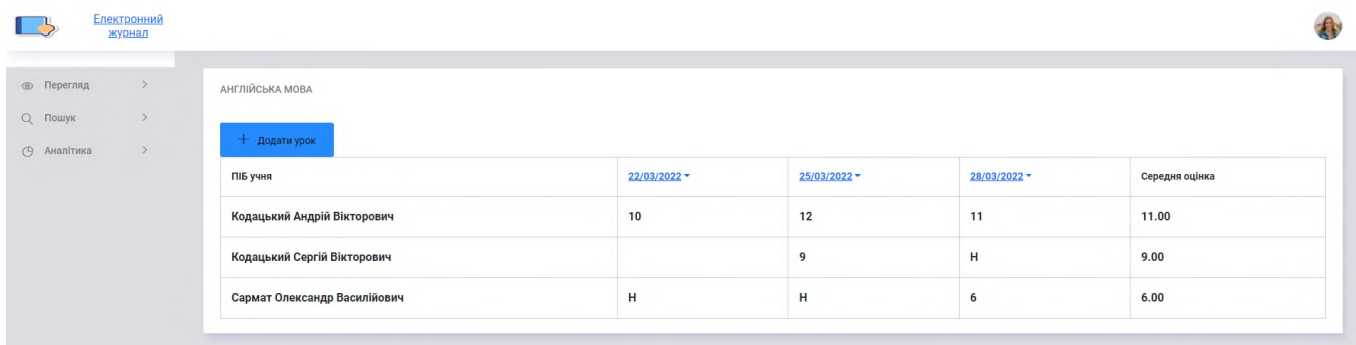 Електронний
журнал
Перегляд
Пошук
Аналітика
АНГЛІЙСЬКА МОВА
+ Додати урок
ПІБ учня 22/03/2022 25/03/2022 28/03/2022 Середня оцінка
Кодацький Андрій Вікторович 10 12 11 11.00
Кодацький Сергій Вікторович 9 Н 9.00
Сармат Олександр Василійович Н Н 6 6.00